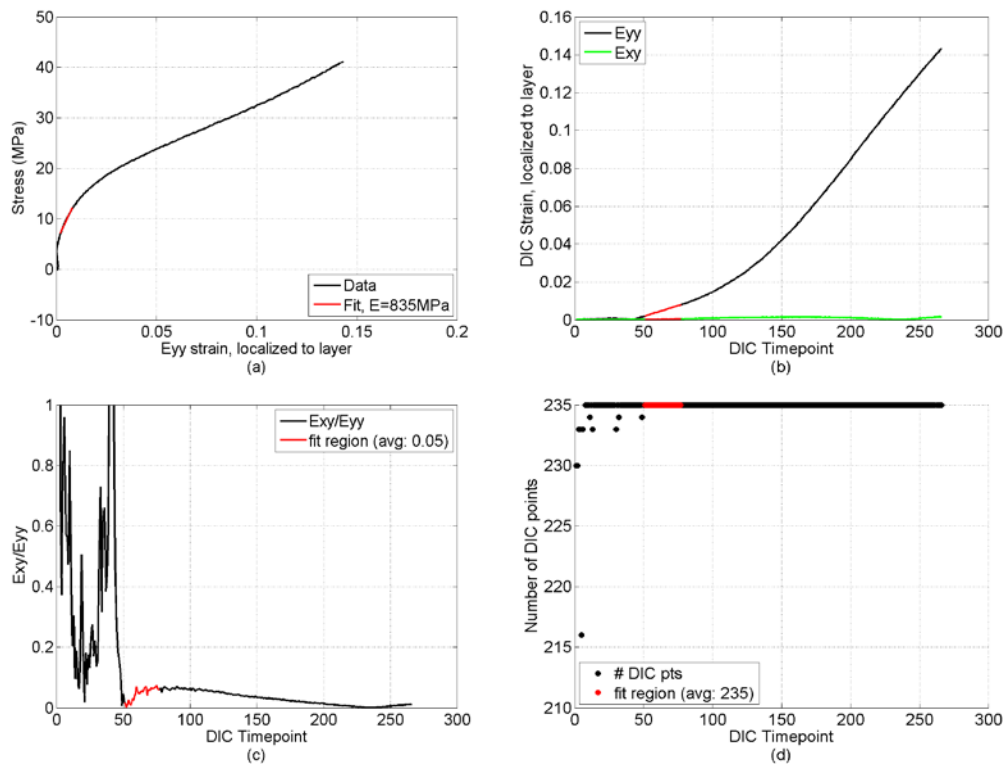 50
40
30
20
10
0
-10
Stress (MPa)
Data
Fit, E=835MPa
0
0.05
0.1
0.15
0.2
Eyy strain, localized to layer
(a)
0.16
0.14
0.12
0.1
0.08
0.06
0.04
0.02
0
DIC Strain, localized to layer
Eyy
Exy
0
50
100
150
200
250
300
DIC Timepoint
(b)
1
0.8
0.6
0.4
0.2
0
Exy/Eyy
Exy/Eyy
fit region (avg: 0.05)
0
50
100
150
200
250
300
DIC Timepoint
(c)
235
230
225
220
215
210
Number of DIC points
# DIC pts
fit region (avg: 235)
0
50
100
150
200
250
300
DIC Timepoint
(d)